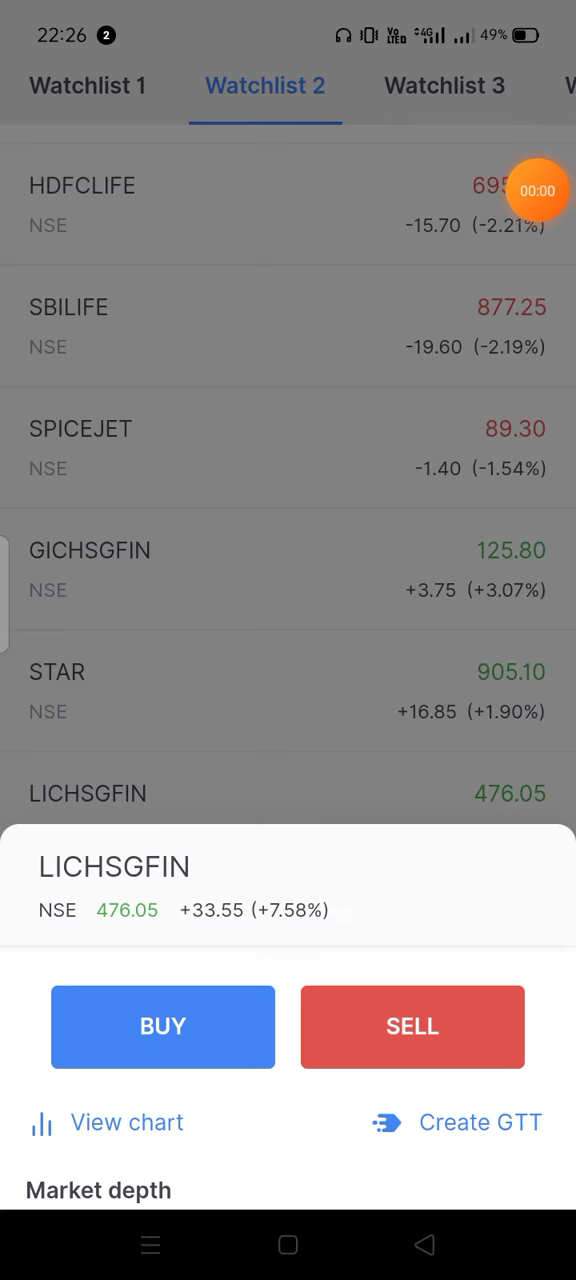 22:26 2 Vo LTED 4G 49%
Watchlist 1 Watchlist 2 Watchlist 3
HDFCLIFE
00:00
NSE -15.70 (-2.21%)
SBILIFE 877.25
NSE -19.60 (-2.19%)
SPICEJET 89.30
NSE -1.40 (-1.54%)
GICHSGFIN 125.80
NSE +3.75 (+3.07%)
STAR 905.10
NSE +16.85 (+1.90%)
LICHSGFIN 476.05
LICHSGFIN
NSE 476.05 +33.55 (+7.58%)
BUY SELL
View chart Create GTT
Market depth